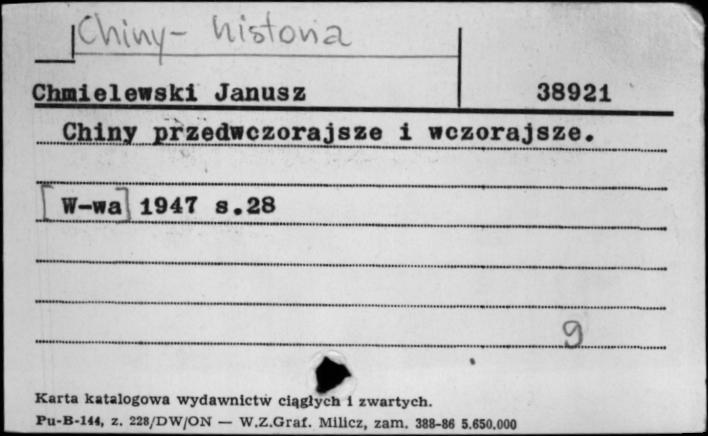 Chiny - historia
Chmielewski Janusz 38921
Chiny przedwczorajsze i wczorajsze.
[W-wa] 1947 s.28
9
Karta katalogowa wydawnictw ciągłych i zwartych.
Pu-B-144, z. 228/DW/ON — W.Z.Graf. Milicz, zam. 388-86 5.650.000